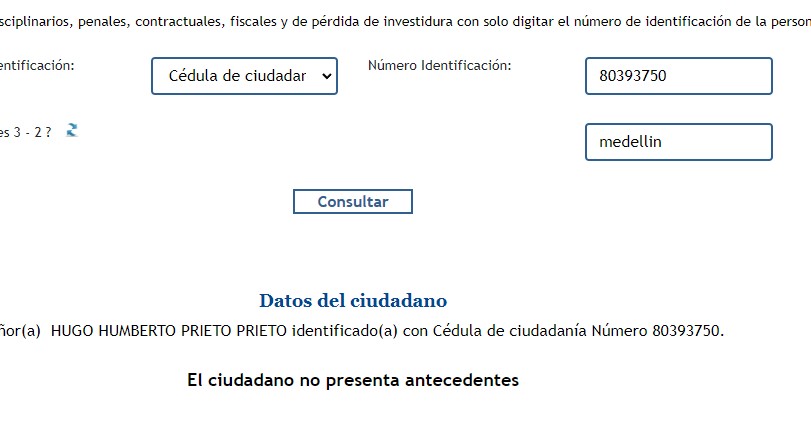 sciplinarios, penales, contractuales, fiscales y de pérdida de investidura con solo digitar el número de identificación de la person
entificación: Cédula de ciudadar Número Identificación: 80393750
es 3 - 2 ? medellin
Consultar
Datos del ciudadano
ñor(a) HUGO HUMBERTO PRIETO PRIETO identificado(a) con Cédula de ciudadanía Número 80393750.
El ciudadano no presenta antecedentes